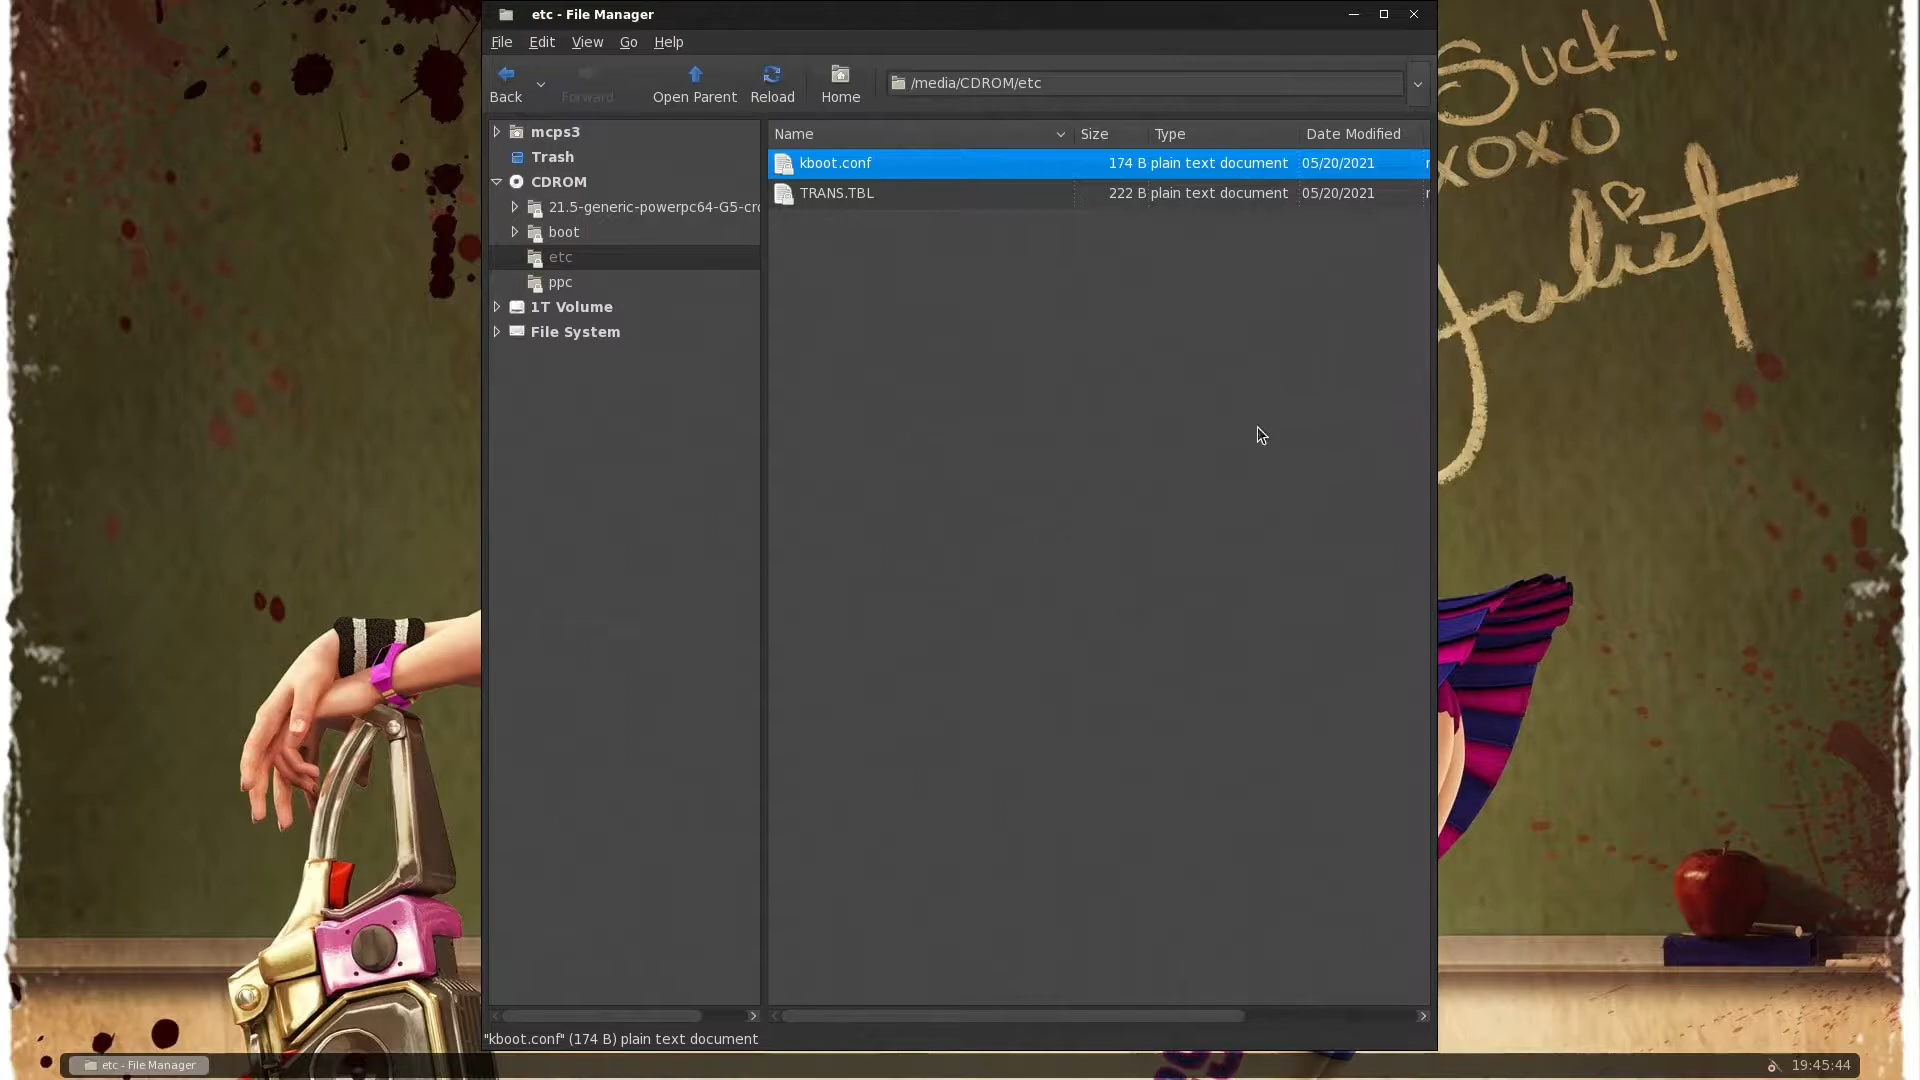 etc - File Manager
File Edit View Go Help
Back Forward Open Parent Reload Home /media/CDROM/etc
mcps3
Trash
CDROM
21.5-generic-powerpc64-G5-cr
boot
etc
ppc
1T Volume
File System
Name Size Type Date Modified
kboot.conf 174 B plain text document 05/20/2021
TRANS.TBL 222 B plain text document 05/20/2021
"kboot.conf" (174 B) plain text document
Suck!
xoxo
Juliet
etc - File Manager 19:45:44